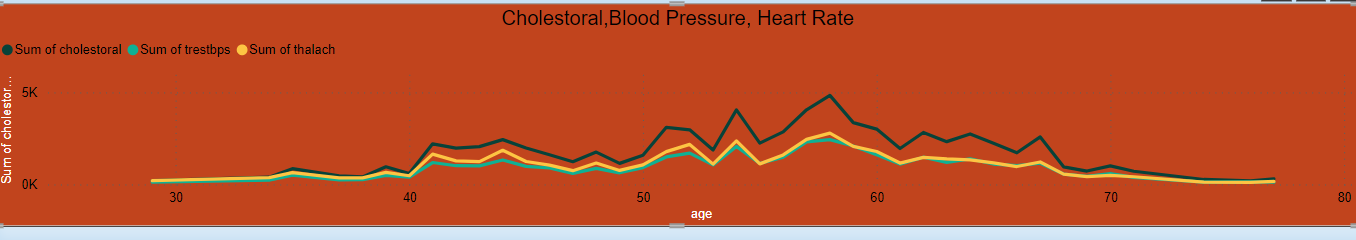 Cholestoral,Blood Pressure, Heart Rate
Sum of cholestoral Sum of trestbps Sum of thalach
Sum of cholestor...
5K
0K
30 40 50 60 70 80
age